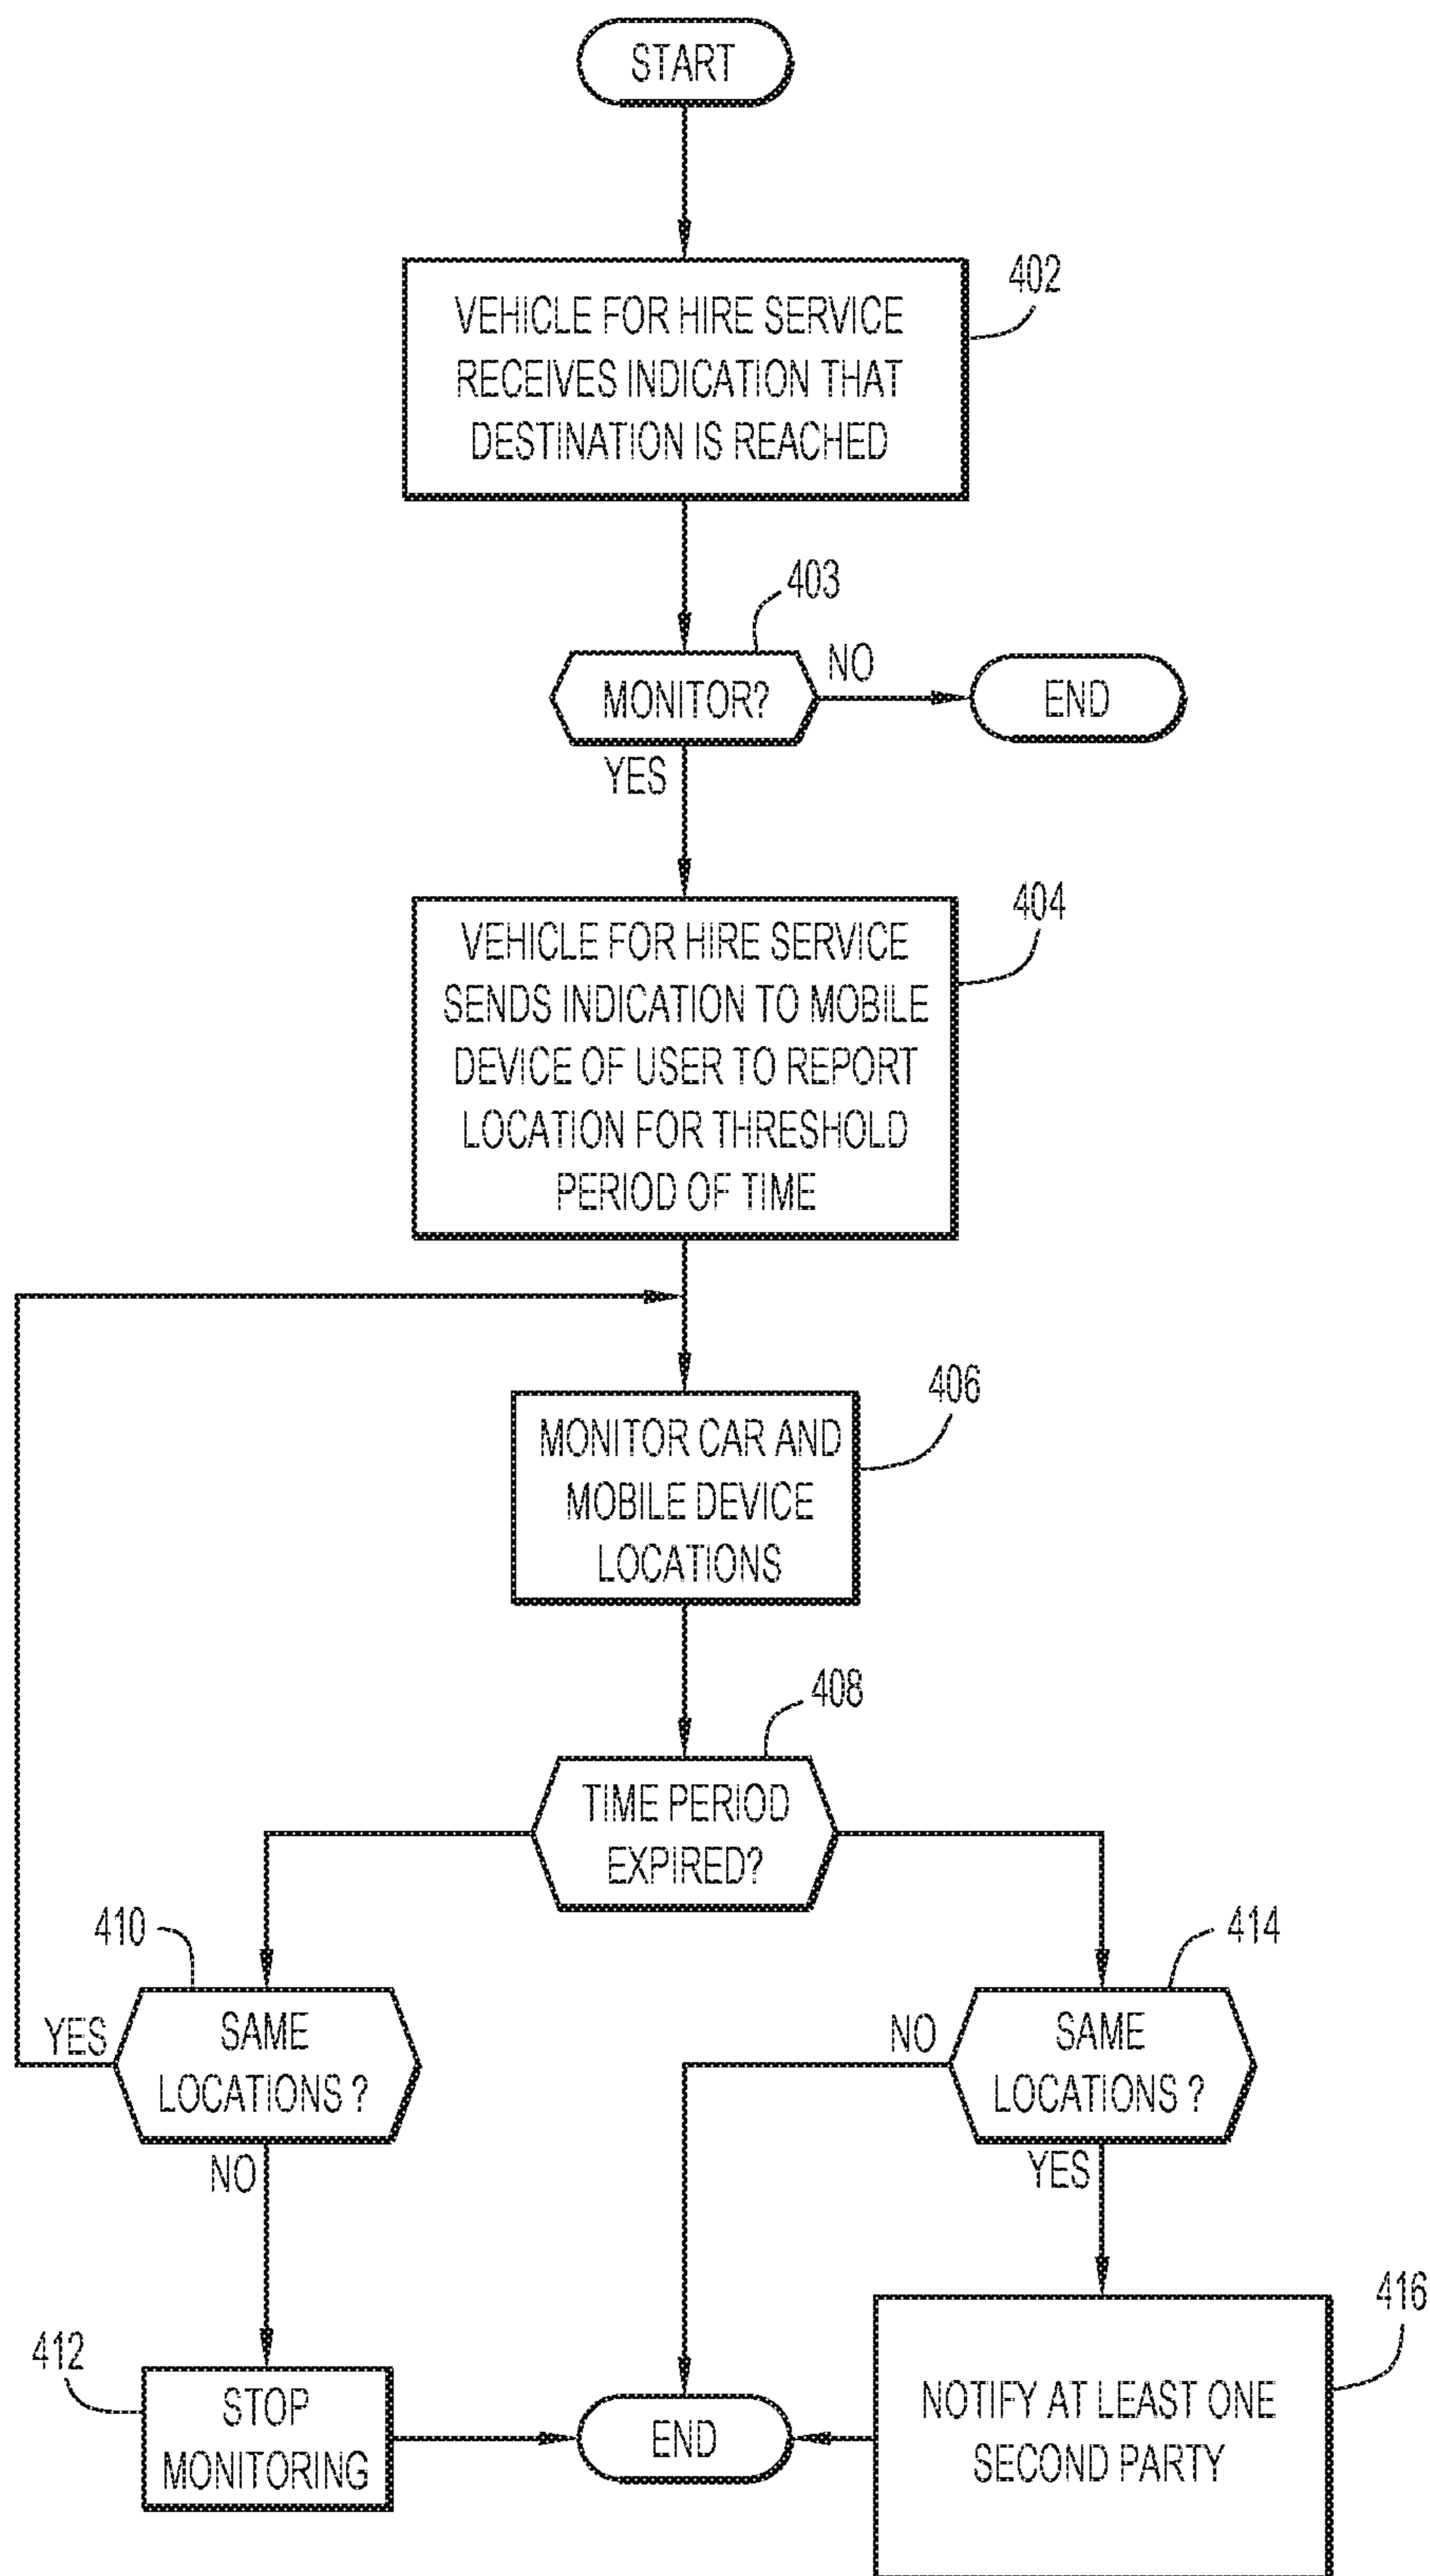 START
402
VEHICLE FOR HIRE SERVICE
RECEIVES INDICATION THAT
DESTINATION IS REACHED
403
MONITOR?
NO
END
YES
404
VEHICLE FOR HIRE SERVICE
SENDS INDICATION TO MOBILE
DEVICE OF USER TO REPORT
LOCATION FOR THRESHOLD
PERIOD OF TIME
406
MONITOR CAR AND
MOBILE DEVICE
LOCATIONS
408
TIME PERIOD
EXPIRED?
410
YES
SAME
LOCATIONS ?
NO
414
NO
SAME
LOCATIONS ?
YES
412
STOP
MONITORING
END
416
NOTIFY AT LEAST ONE
SECOND PARTY